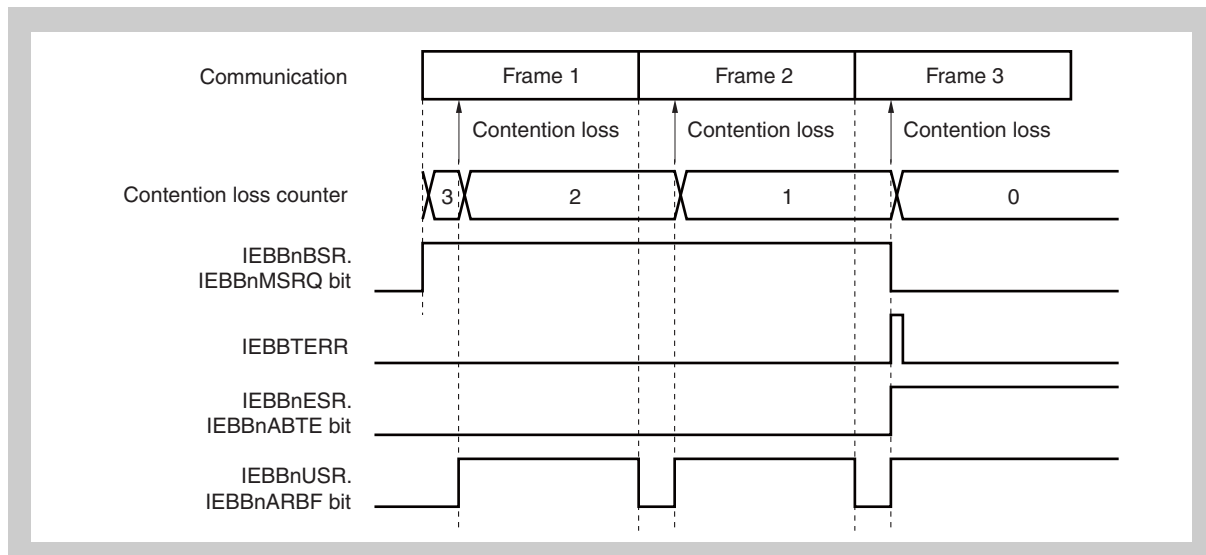 Communication
Frame 1 Frame 2 Frame 3
Contention loss Contention loss Contention loss
Contention loss counter
3 2 1 0
IEBBnBSR.
IEBBnMSRQ bit
IEBBTERR
IEBBnESR.
IEBBnABTE bit
IEBBnUSR.
IEBBnARBF bit